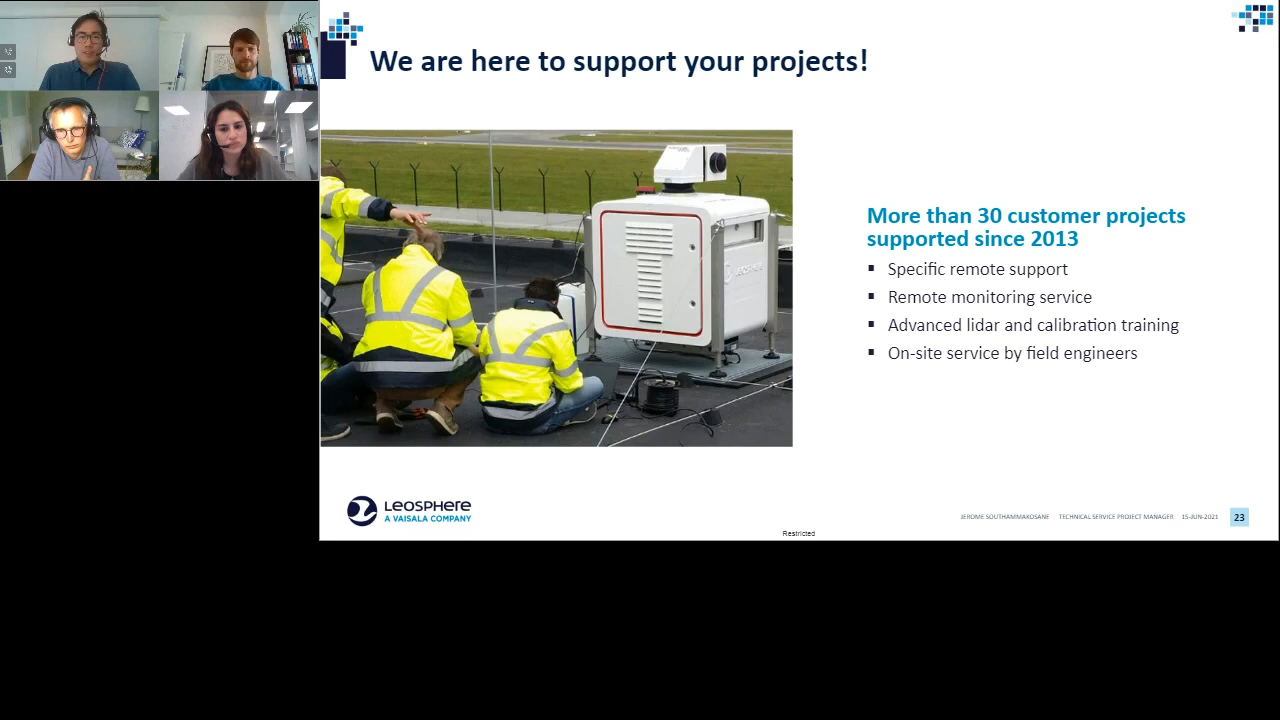 We are here to support your projects!
LEOSPHERE
More than 30 customer projects
supported since 2013
Specific remote support
Remote monitoring service
Advanced lidar and calibration training
On-site service by field engineers
LEOSPHERE
A VAISALA COMPANY
JEROME SOUTHAMMAKOSANE TECHNICAL SERVICE PROJECT MANAGER 15-JUN-2021 23
Restricted